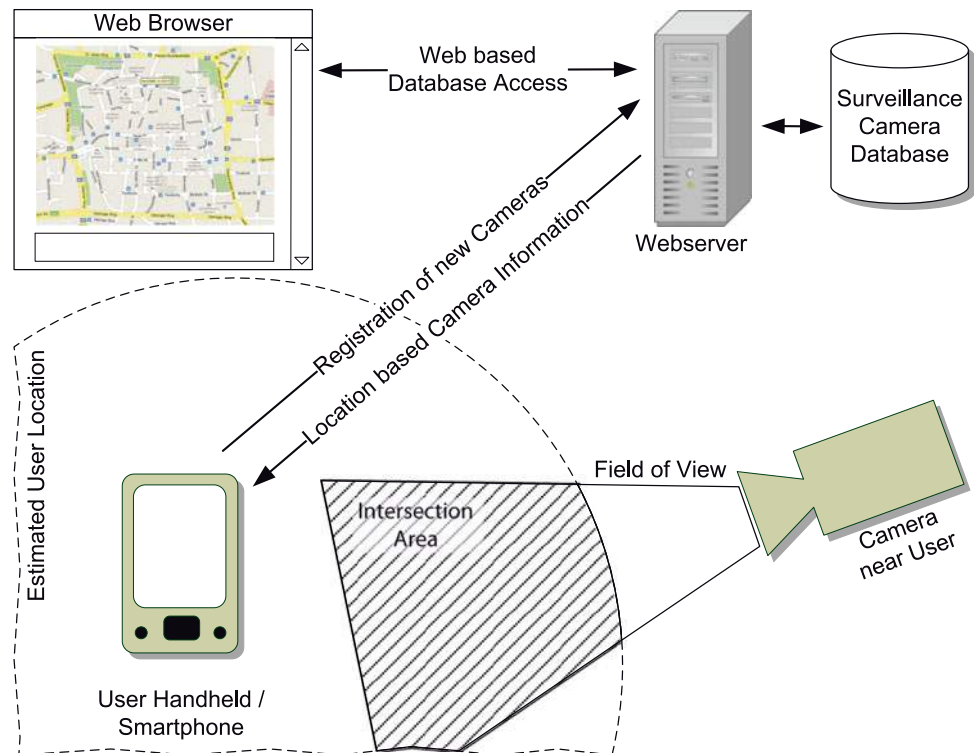 Web Browser
Web based
Database Access
Surveillance
Camera
Database
Webserver
Registration of new Cameras
Location based Camera Information
Estimated User Location
Field of View
Intersection
Area
Camera
near User
User Handheld /
Smartphone